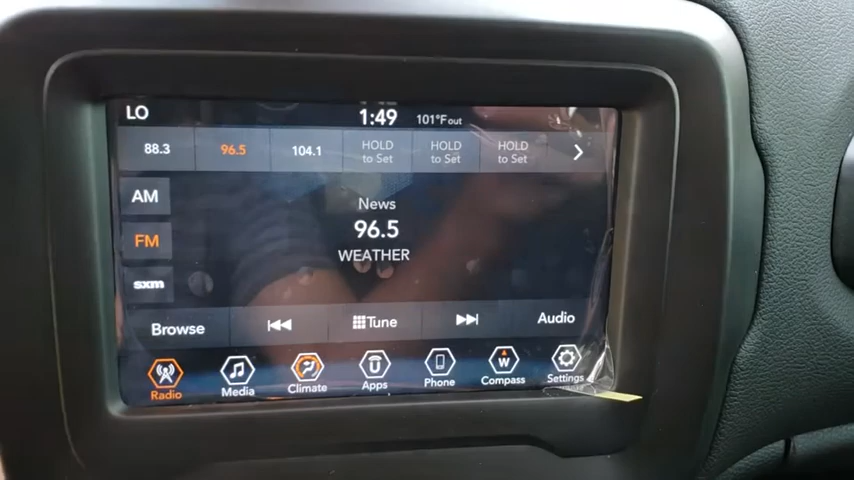 LO 1:49 101°F out
88.3 96.5 104.1 HOLD to Set HOLD to Set HOLD to Set
AM
News
FM
96.5
WEATHER
sxm
Browse Tune Audio
Radio Media Climate Apps Phone W Compass Settings